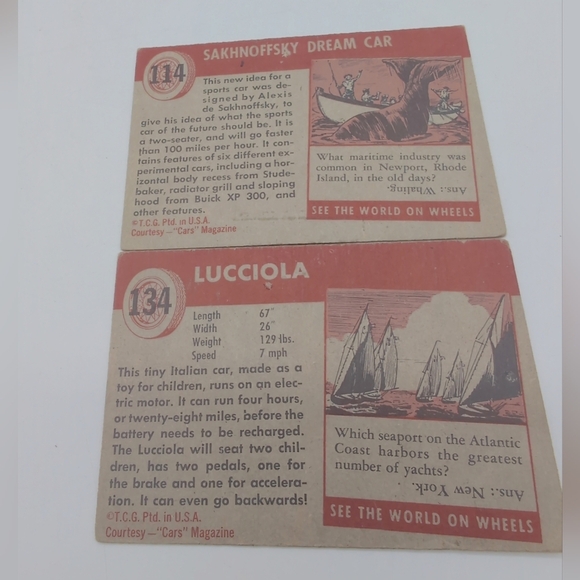 114
SAKHNOFFSKY DREAM CAR
This new idea for a
sports car was de-
signed by Alexis
de Sakhnoffsky, to
give his idea of what the sports
car of the future should be. It is
a two-seater, and will go faster
than 100 miles per hour. It con-
tains features of six different ex-
perimental cars, including a hor-
izontal body recess from Stude-
baker, radiator grill and sloping
hood from Buick XP 300, and
other features.
©T.C.G. Ptd. in U.S.A.
Courtesy—"Cars" Magazine
What maritime industry was
common in Newport, Rhode
Island, in the old days?
Ans.: Whaling.
SEE THE WORLD ON WHEELS
134
LUCCIOLA
Length 67"
Width 26"
Weight 129 lbs.
Speed 7 mph
This tiny Italian car, made as a
toy for children, runs on an elec-
tric motor. It can run four hours,
or twenty-eight miles, before the
battery needs to be recharged.
The Lucciola will seat two chil-
dren, has two pedals, one for
the brake and one for accelera-
tion. It can even go backwards!
©T.C.G. Ptd. in U.S.A.
Courtesy—"Cars" Magazine
Which seaport on the Atlantic
Coast harbors the greatest
number of yachts?
Ans.: New York.
SEE THE WORLD ON WHEELS